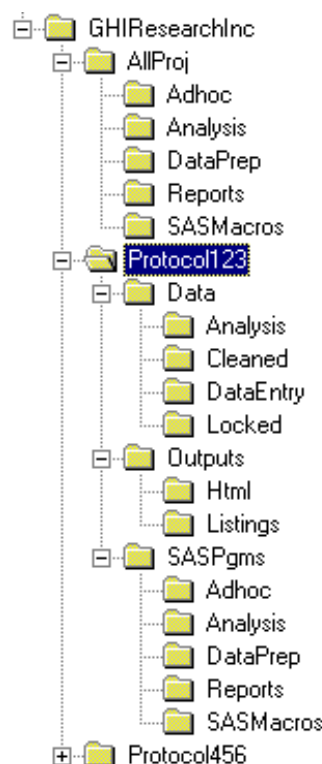 GHIResearchInc
AllProj
Adhoc
Analysis
DataPrep
Reports
SASMacros
Protocol123
Data
Analysis
Cleaned
DataEntry
Locked
Outputs
Html
Listings
SASPgms
Adhoc
Analysis
DataPrep
Reports
SASMacros
Protocol456